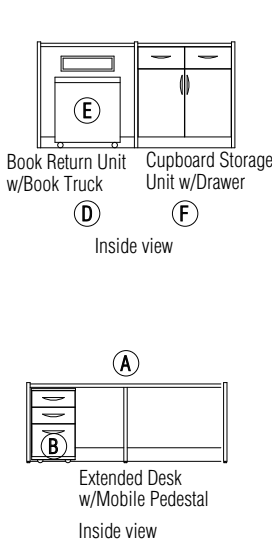 E
Book Return Unit
w/Book Truck
Cupboard Storage
Unit w/Drawer
D
F
Inside view
A
B
Extended Desk
w/Mobile Pedestal
Inside view